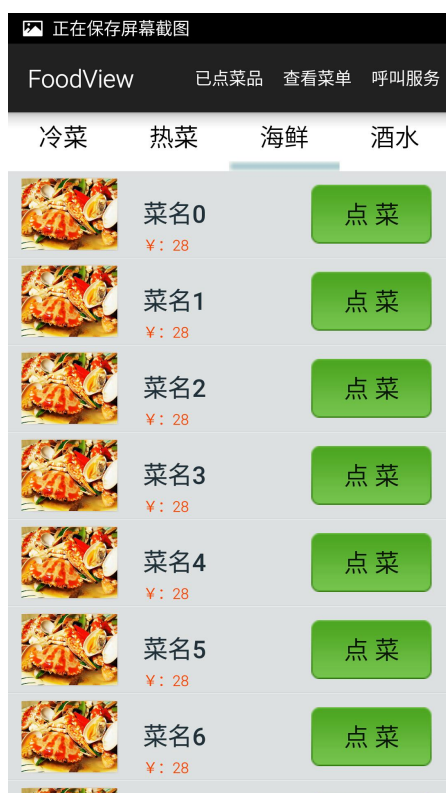 正在保存屏幕截图
FoodView 已点菜品 查看菜单 呼叫服务
冷菜 热菜 海鲜 酒水
菜名0 点 菜
¥：28
菜名1 点 菜
¥：28
菜名2 点 菜
¥：28
菜名3 点 菜
¥：28
菜名4 点 菜
¥：28
菜名5 点 菜
¥：28
菜名6 点 菜
¥：28